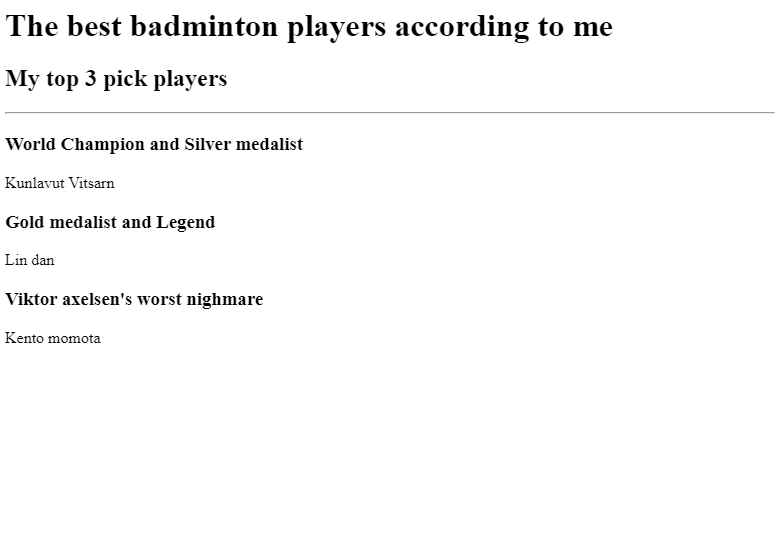 The best badminton players according to me
My top 3 pick players
World Champion and Silver medalist
Kunlavut Vitsarn
Gold medalist and Legend
Lin dan
Viktor axelsen's worst nighmare
Kento momota